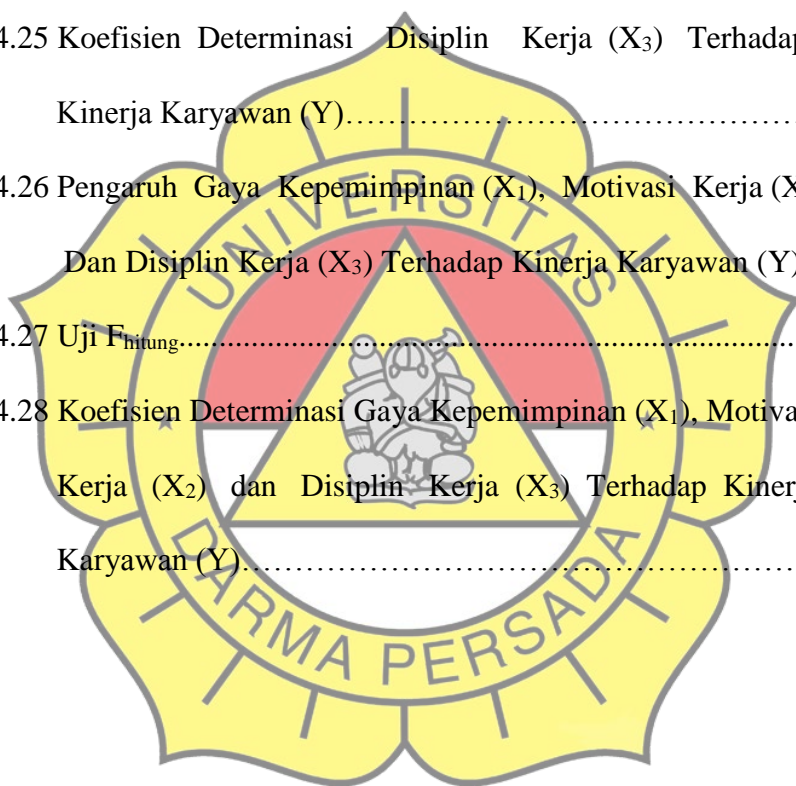 4.25 Koefisien Determinasi Disiplin Kerja (X3) Terhadap
Kinerja Karyawan (Y)……………………………………
4.26 Pengaruh Gaya Kepemimpinan (X1), Motivasi Kerja (X
Dan Disiplin Kerja (X3) Terhadap Kinerja Karyawan (Y)
4.27 Uji Fhitung..................................................................................
4.28 Koefisien Determinasi Gaya Kepemimpinan (X1), Motiva
Kerja (X2) dan Disiplin Kerja (X3) Terhadap Kinerj
Karyawan (Y)……………………………………………
UNIVERSITAS
DARMA PERSADA